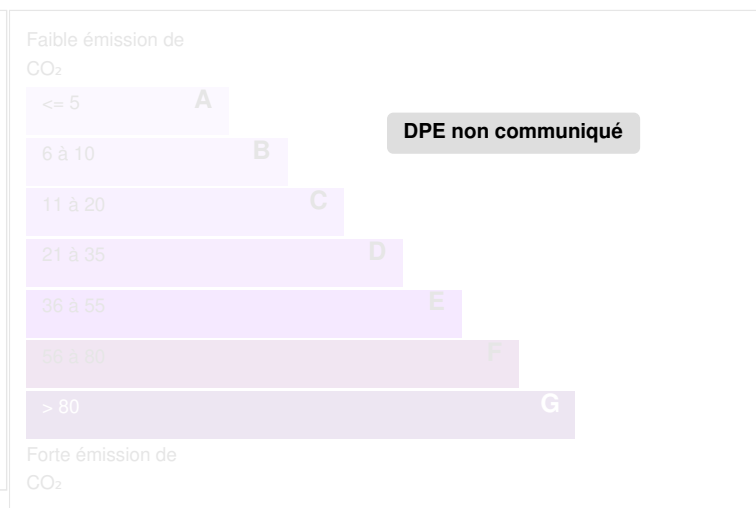 Faible émission de
CO₂
<= 5 A
DPE non communiqué
6 à 10 B
11 à 20 C
21 à 35 D
36 à 55 E
56 à 80 F
> 80 G
Forte émission de
CO₂